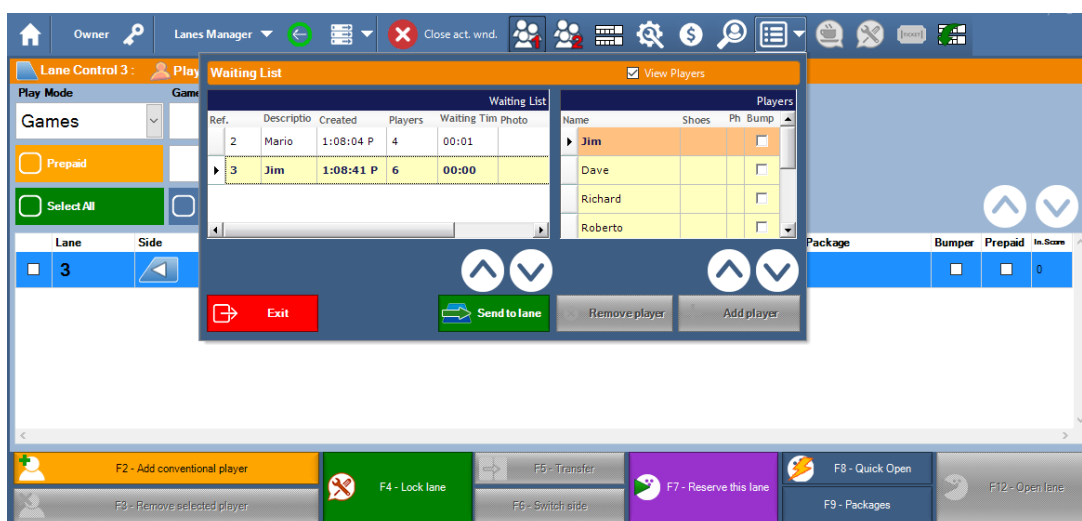 Owner
Lanes Manager
Close act. wnd.
1
2
$
[next]
Lane Control 3 :
Play
Waiting List
View Players
Play Mode
Game
Games
Prepaid
Select All
Waiting List
Ref. Descriptio Created Players Waiting Tim Photo
2 Mario 1:08:04 P 4 00:01
3 Jim 1:08:41 P 6 00:00
Players
Name Shoes Ph Bump
Jim
Dave
Richard
Roberto
Exit
Send to lane
Remove player
Add player
Lane Side Package Bumper Prepaid In.Score
3 0
F2 - Add conventional player
F3 - Remove selected player
F4 - Lock lane
F5 - Transfer
F6 - Switch side
F7 - Reserve this lane
F8 - Quick Open
F9 - Packages
F12 - Open lane